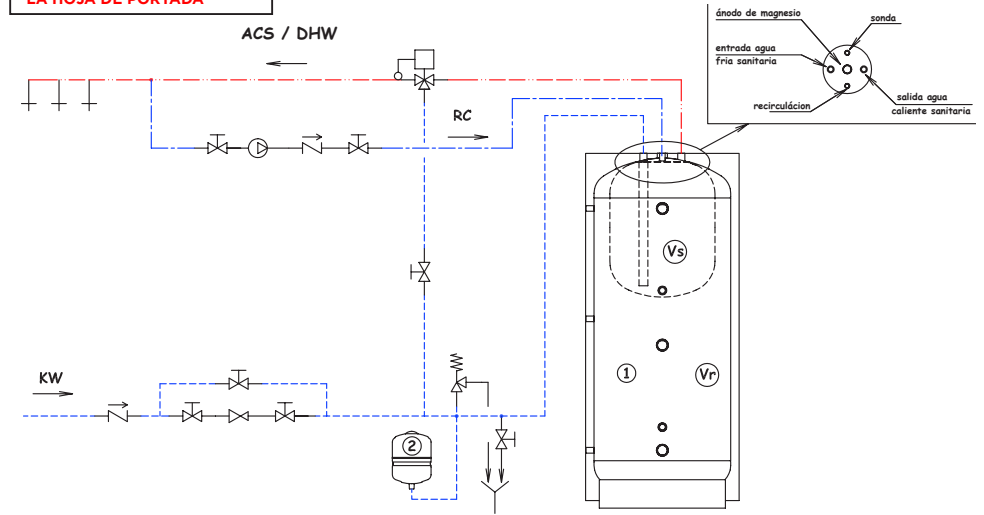 LA HOJA DE PORTADA
ACS / DHW
ánodo de magnesio
sonda
entrada agua
fria sanitaria
salida agua
caliente sanitaria
recirculácion
RC
Vs
KW
1
Vr
2